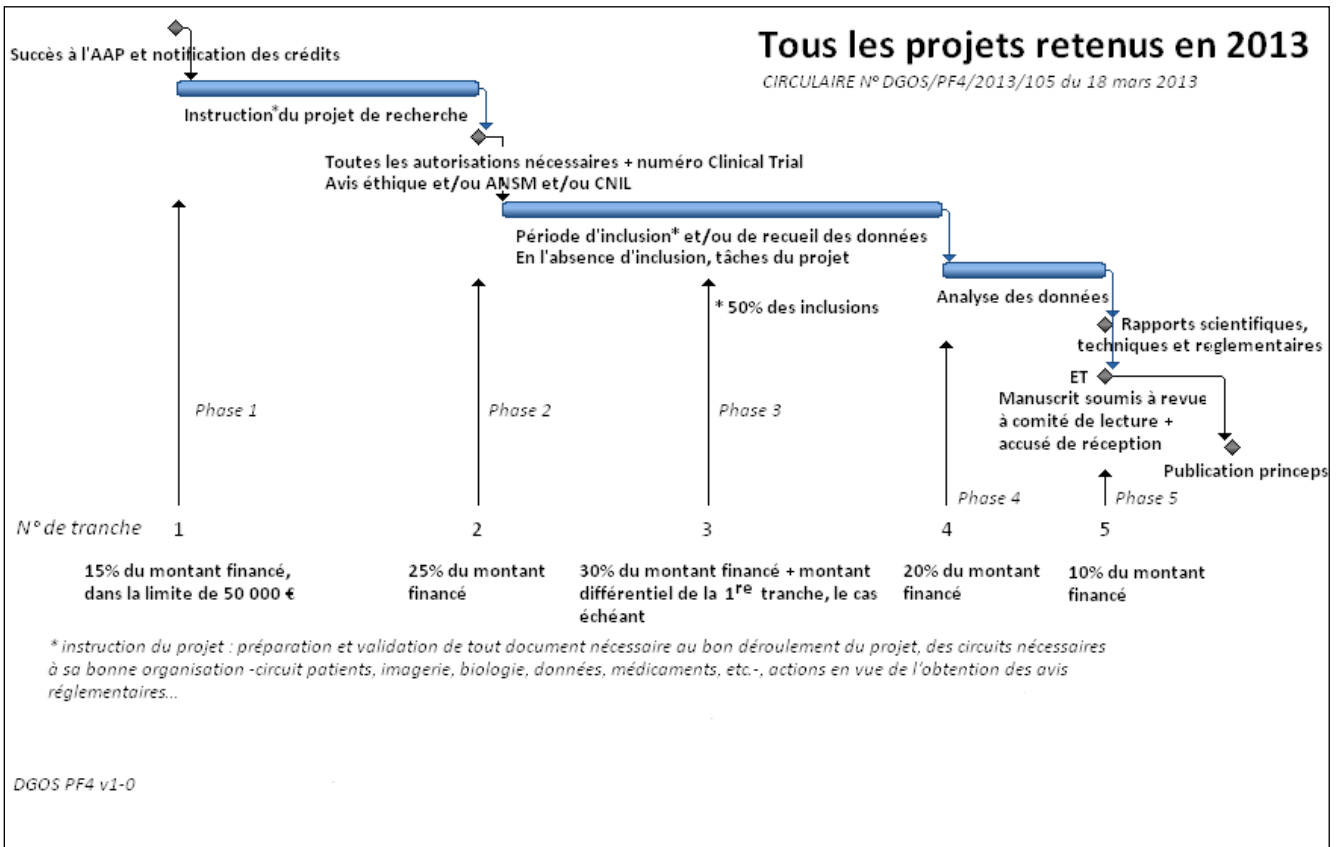 Tous les projets retenus en 2013
CIRCULAIRE N° DGOS/PF4/2013/105 du 18 mars 2013
Succès à l'AAP et notification des crédits
Instruction*du projet de recherche
Toutes les autorisations nécessaires + numéro Clinical Trial
Avis éthique et/ou ANSM et/ou CNIL
Période d'inclusion* et/ou de recueil des données
En l'absence d'inclusion, tâches du projet
Analyse des données
* 50% des inclusions
Rapports scientifiques,
techniques et reglementaires
ET
Manuscrit soumis à revue
à comité de lecture +
accusé de réception
Publication princeps
Phase 1
Phase 2
Phase 3
Phase 4
Phase 5
N° de tranche 1 2 3 4 5
15% du montant financé,
dans la limite de 50 000 €
25% du montant
financé
30% du montant financé + montant
différentiel de la 1re tranche, le cas
échéant
20% du montant
financé
10% du montant
financé
* instruction du projet : préparation et validation de tout document nécessaire au bon déroulement du projet, des circuits nécessaires
à sa bonne organisation -circuit patients, imagerie, biologie, données, médicaments, etc.-, actions en vue de l'obtention des avis
réglementaires...
DGOS PF4 v1-0